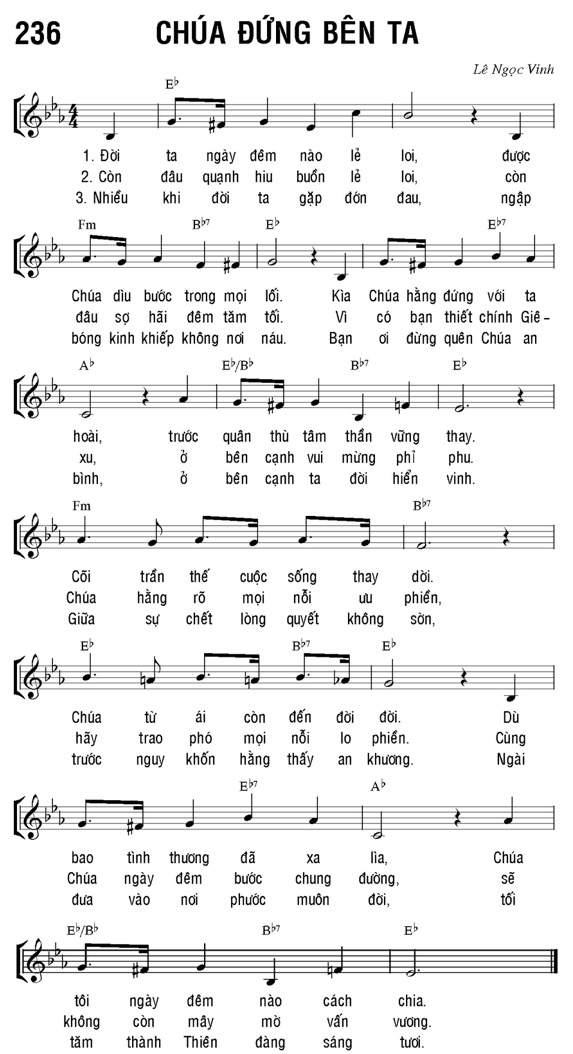 236 CHÚA ĐỨNG BÊN TA
Lê Ngọc Vinh
E♭
1. Đời ta ngày đêm nào lẻ loi, được
2. Còn đâu quạnh hiu buồn lẻ loi, còn
3. Nhiều khi đời ta gặp đớn đau, ngập
Fm B♭7 E♭ E♭7
Chúa dìu bước trong mọi lối. Kìa Chúa hằng đứng với ta
đâu sợ hãi đêm tăm tối. Vì có bạn thiết chính Giê -
bóng kinh khiếp không nơi náu. Bạn ơi đừng quên Chúa an
A♭ E♭/B♭ B♭7 E♭
hoài, trước quân thù tâm thần vững thay.
xu, ở bên cạnh vui mừng phỉ phu.
bình, ở bên cạnh ta đời hiển vinh.
Fm B♭7
Cõi trần thế cuộc sống thay dời.
Chúa hằng rõ mọi nỗi ưu phiền,
Giữa sự chết lòng quyết không sờn,
E♭ B♭7 E♭
Chúa từ ái còn đến đời đời. Dù
hãy trao phó mọi nỗi lo phiền. Cùng
trước nguy khốn hằng thấy an khương. Ngài
E♭7 A♭
bao tình thương đã xa lìa, Chúa
Chúa ngày đêm bước chung đường, sẽ
đưa vào nơi phước muôn đời, tối
E♭/B♭ B♭7 E♭
tôi ngày đêm nào cách chia.
không còn mây mờ vấn vương.
tăm thành Thiên đàng sáng tươi.